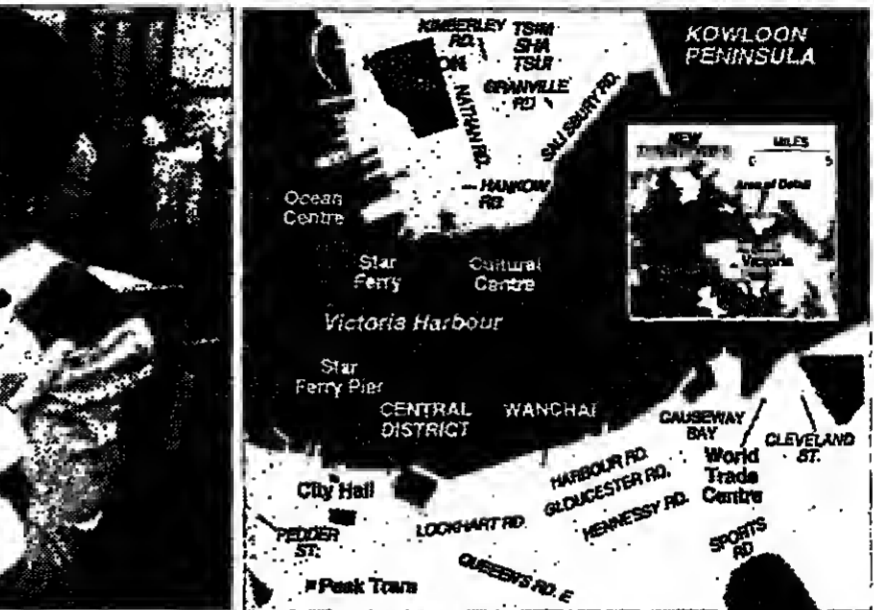 KIMBERLEY
RD.
TSIM
SHA
TSUI
KOWLOON
PENINSULA
GRANVILLE
RD
NATHAN RD.
SALISBURY RD.
HANKOW
RD.
NEW
MILES
0 5
Area of Detail
Victoria
Ocean
Centre
Star
Ferry
Cultural
Centre
Victoria Harbour
Star
Ferry Pier
CENTRAL
DISTRICT
WANCHAI
CAUSEWAY
BAY
CLEVELAND
ST.
World
Trade
Centre
HARBOUR RD.
GLOUCESTER RD.
HENNESSY RD.
City Hall
LOCKHART RD.
PEDDER
ST.
SPORTS
RD
QUEEN'S RD. E
Peak Tram